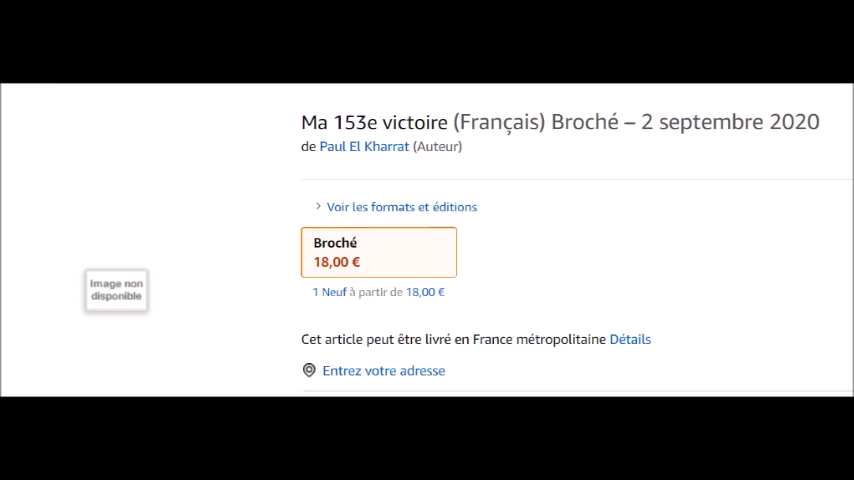 Ma 153e victoire (Français) Broché – 2 septembre 2020
de Paul El Kharrat (Auteur)
Voir les formats et éditions
Broché
18,00 €
1 Neuf à partir de 18,00 €
Image non
disponible
Cet article peut être livré en France métropolitaine Détails
Entrez votre adresse